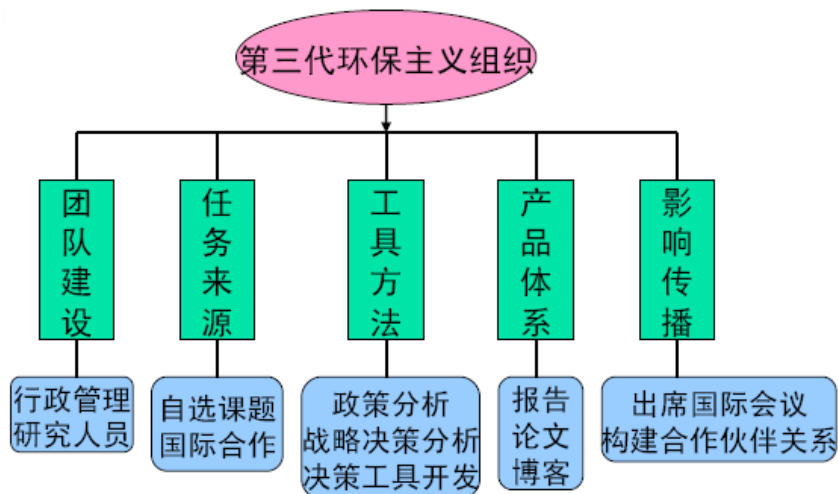 第三代环保主义组织
团队建设
任务来源
工具方法
产品体系
影响传播
行政管理
研究人员
自选课题
国际合作
政策分析
战略决策分析
决策工具开发
报告
论文
博客
出席国际会议
构建合作伙伴关系